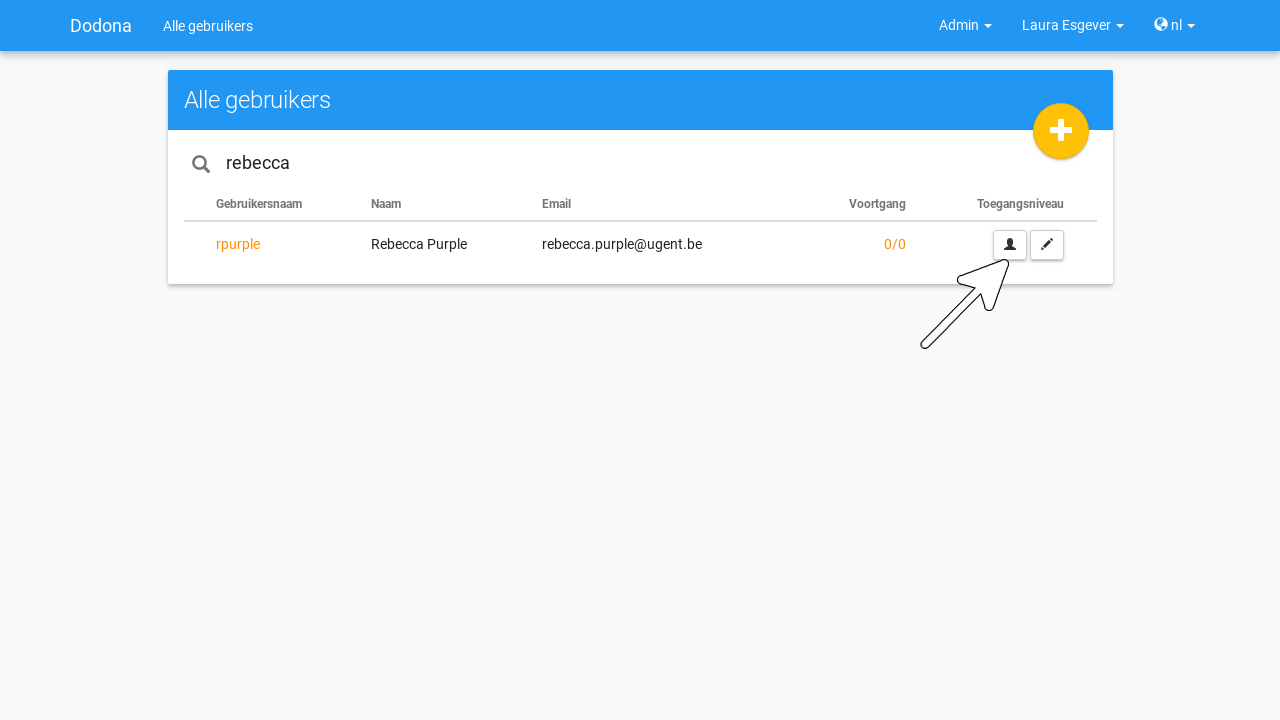 Dodona Alle gebruikers Admin Laura Esgever nl
Alle gebruikers
rebecca
Gebruikersnaam Naam Email Voortgang Toegangsniveau
rpurple Rebecca Purple rebecca.purple@ugent.be 0/0